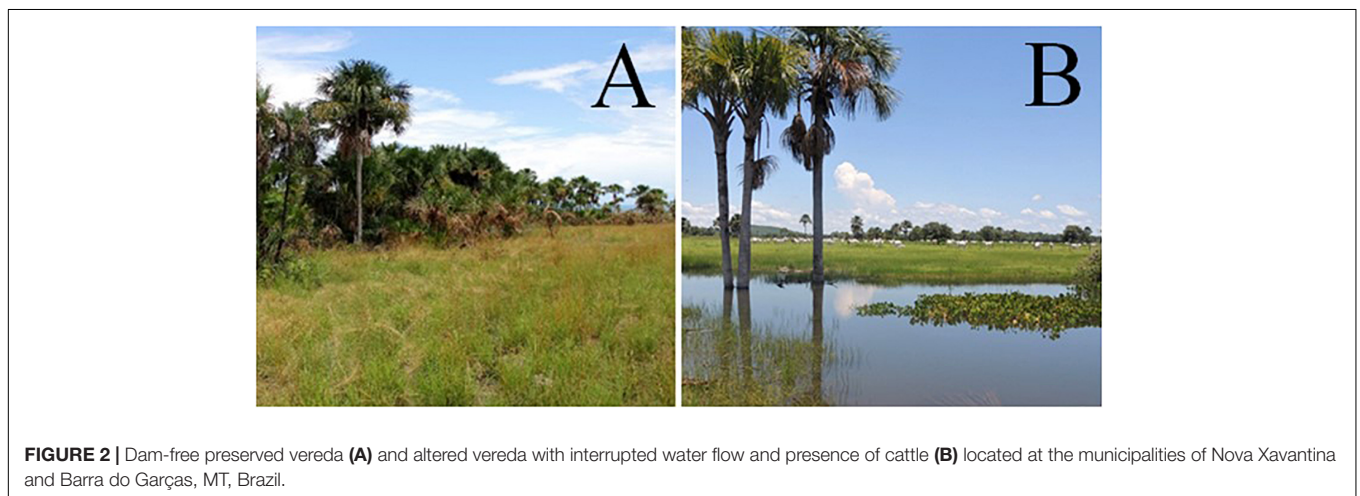 A
B
FIGURE 2 | Dam-free preserved vereda (A) and altered vereda with interrupted water flow and presence of cattle (B) located at the municipalities of Nova Xavantina
and Barra do Garças, MT, Brazil.